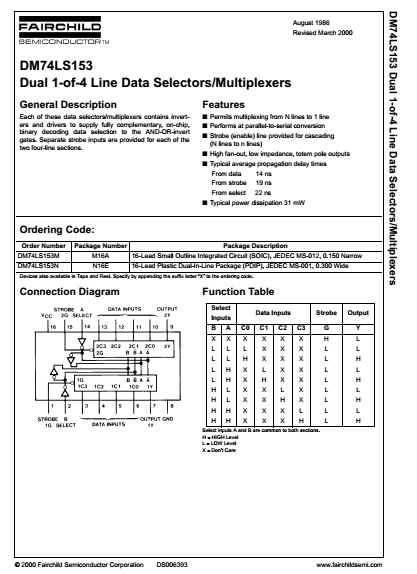 FAIRCHILD
SEMICONDUCTOR™
August 1986
Revised March 2000
DM74LS153
Dual 1-of-4 Line Data Selectors/Multiplexers
General Description
Each of these data selectors/multiplexers contains invert-
ers and drivers to supply fully complementary, on-chip,
binary decoding data selection to the AND-OR-invert
gates. Separate strobe inputs are provided for each of the
two four-line sections.
Features
■ Permits multiplexing from N lines to 1 line
■ Performs at parallel-to-serial conversion
■ Strobe (enable) line provided for cascading
(N lines to n lines)
■ High fan-out, low impedance, totem pole outputs
■ Typical average propagation delay times
From data 14 ns
From strobe 19 ns
From select 22 ns
■ Typical power dissipation 31 mW
Ordering Code:
Order Number Package Number Package Description
DM74LS153M M16A 16-Lead Small Outline Integrated Circuit (SOIC), JEDEC MS-012, 0.150 Narrow
DM74LS153N N16E 16-Lead Plastic Dual-In-Line Package (PDIP), JEDEC MS-001, 0.300 Wide
Devices also available in Tape and Reel. Specify by appending the suffix letter "X" to the ordering code.
Connection Diagram
STROBE A DATA INPUTS OUTPUT
VCC 2G SELECT 2Y
16 15 14 13 12 11 10 9
2C3 2C2 2C1 2C0 2Y
2G B B A A
1G B B A A
1C3 1C2 1C1 1C0 1Y
1 2 3 4 5 6 7 8
STROBE B DATA INPUTS OUTPUT GND
1G SELECT 1Y
Function Table
Select Inputs Data Inputs Strobe Output
B A C0 C1 C2 C3 G Y
X X X X X X H L
L L L X X X L L
L L H X X X L H
L H X L X X L L
L H X H X X L H
H L X X L X L L
H L X X H X L H
H H X X X L L L
H H X X X H L H
Select inputs A and B are common to both sections.
H = HIGH Level
L = LOW Level
X = Don't Care
© 2000 Fairchild Semiconductor Corporation DS006393 www.fairchildsemi.com
DM74LS153 Dual 1-of-4 Line Data Selectors/Multiplexers